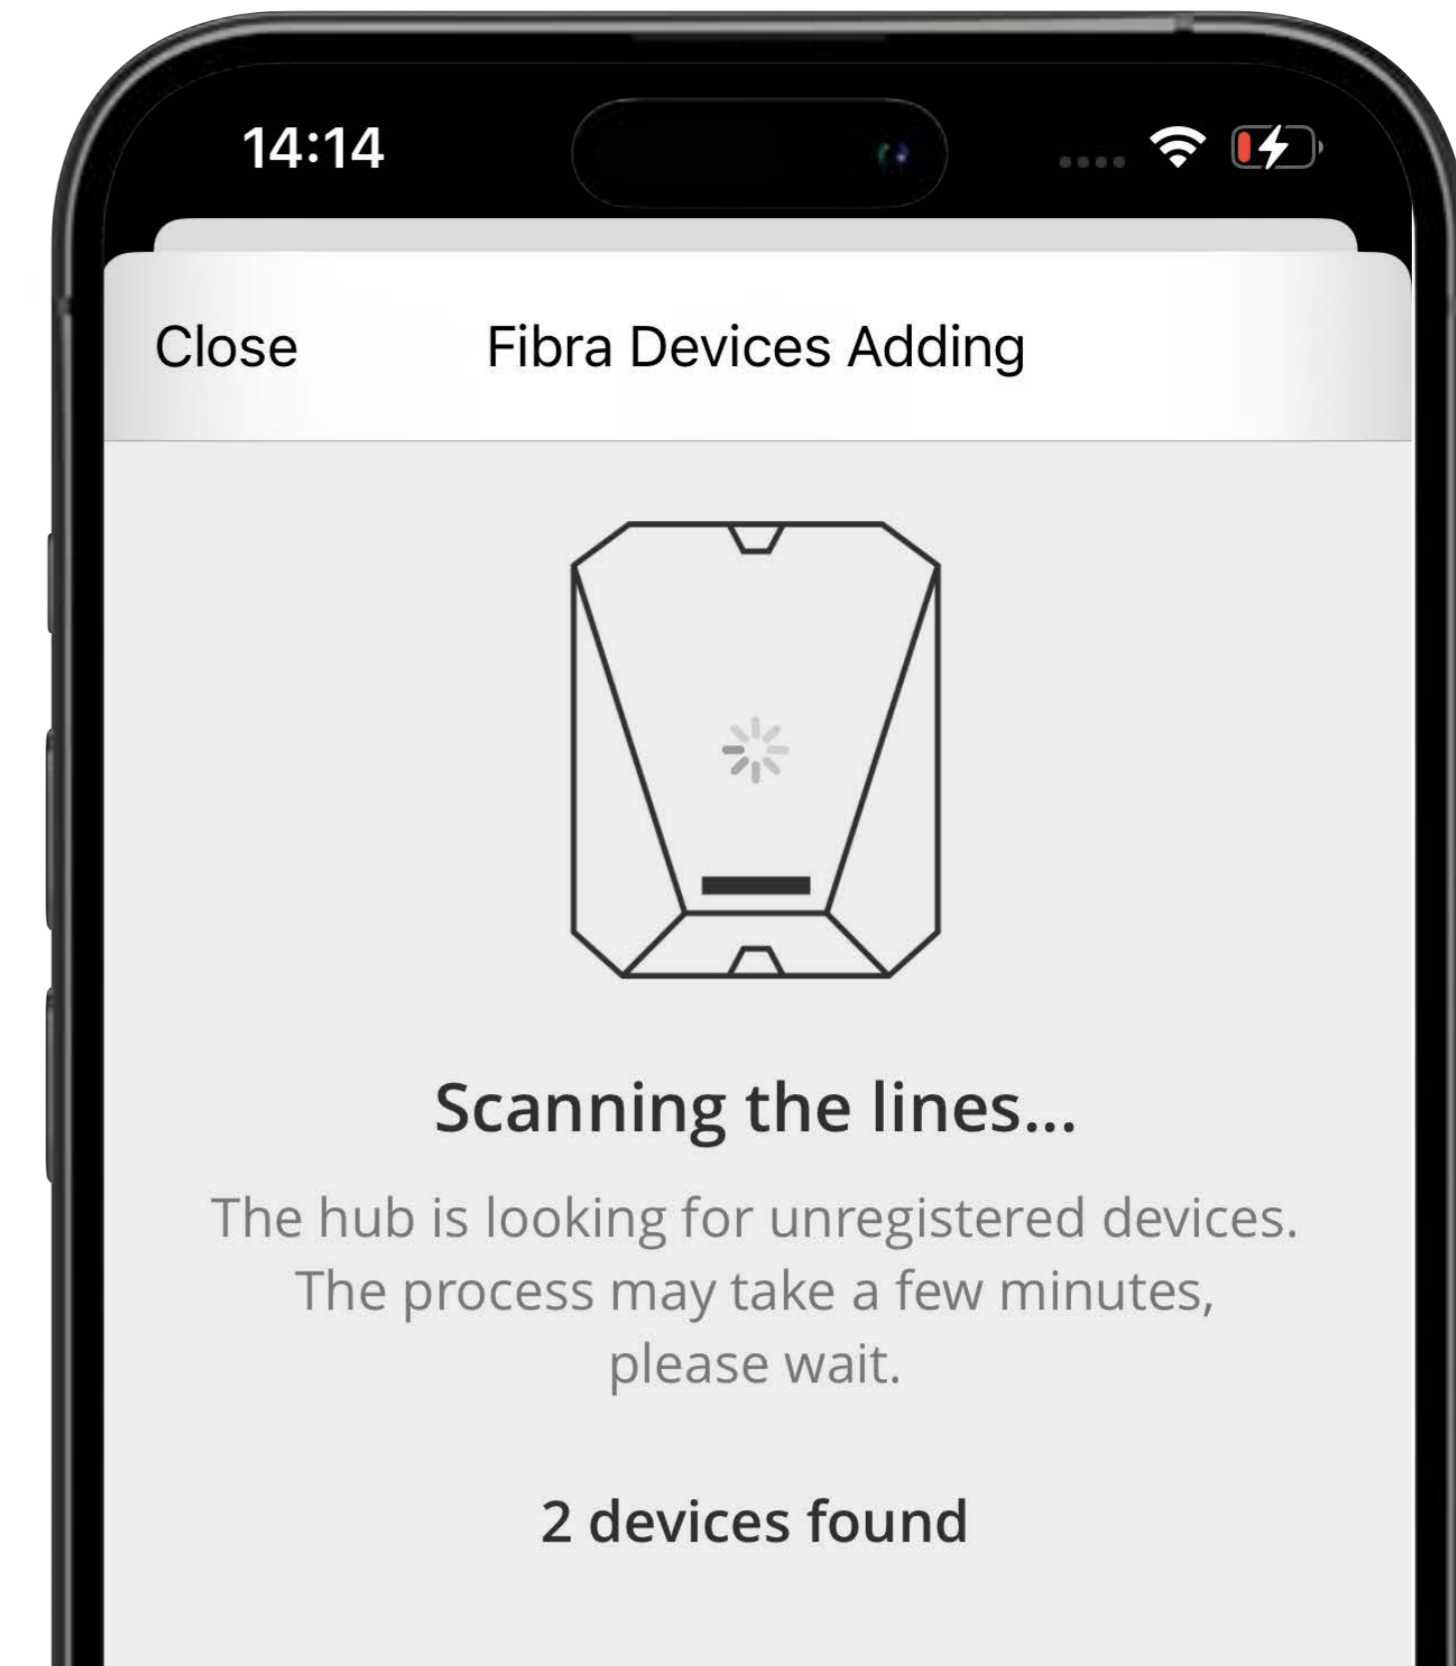 14:14
Close
Fibra Devices Adding
Scanning the lines...
The hub is looking for unregistered devices.
The process may take a few minutes,
please wait.
2 devices found